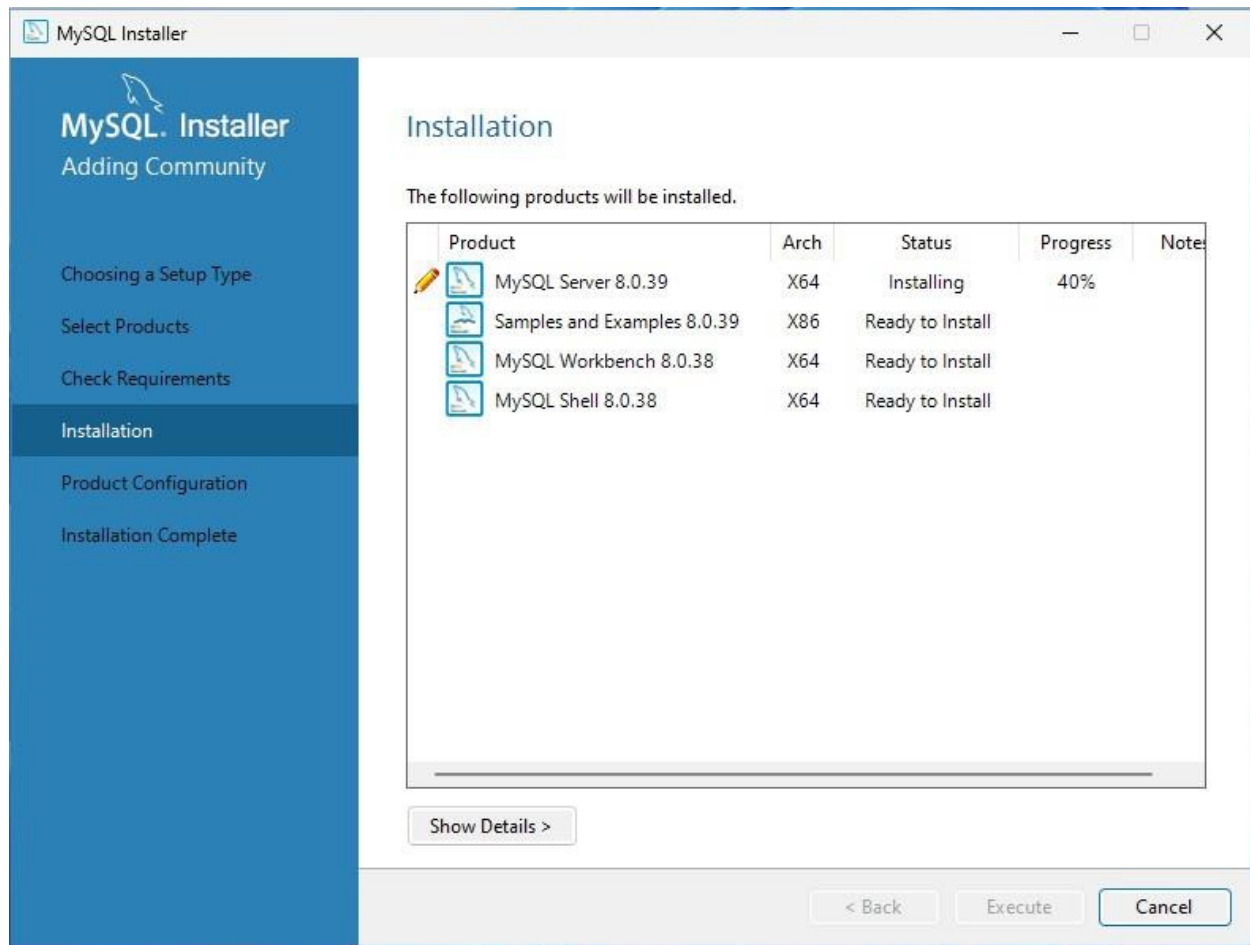 MySQL Installer
MySQL. Installer
Adding Community
Choosing a Setup Type
Select Products
Check Requirements
Installation
Product Configuration
Installation Complete
Installation
The following products will be installed.
Product Arch Status Progress Notes
MySQL Server 8.0.39 X64 Installing 40%
Samples and Examples 8.0.39 X86 Ready to Install
MySQL Workbench 8.0.38 X64 Ready to Install
MySQL Shell 8.0.38 X64 Ready to Install
Show Details >
< Back Execute Cancel